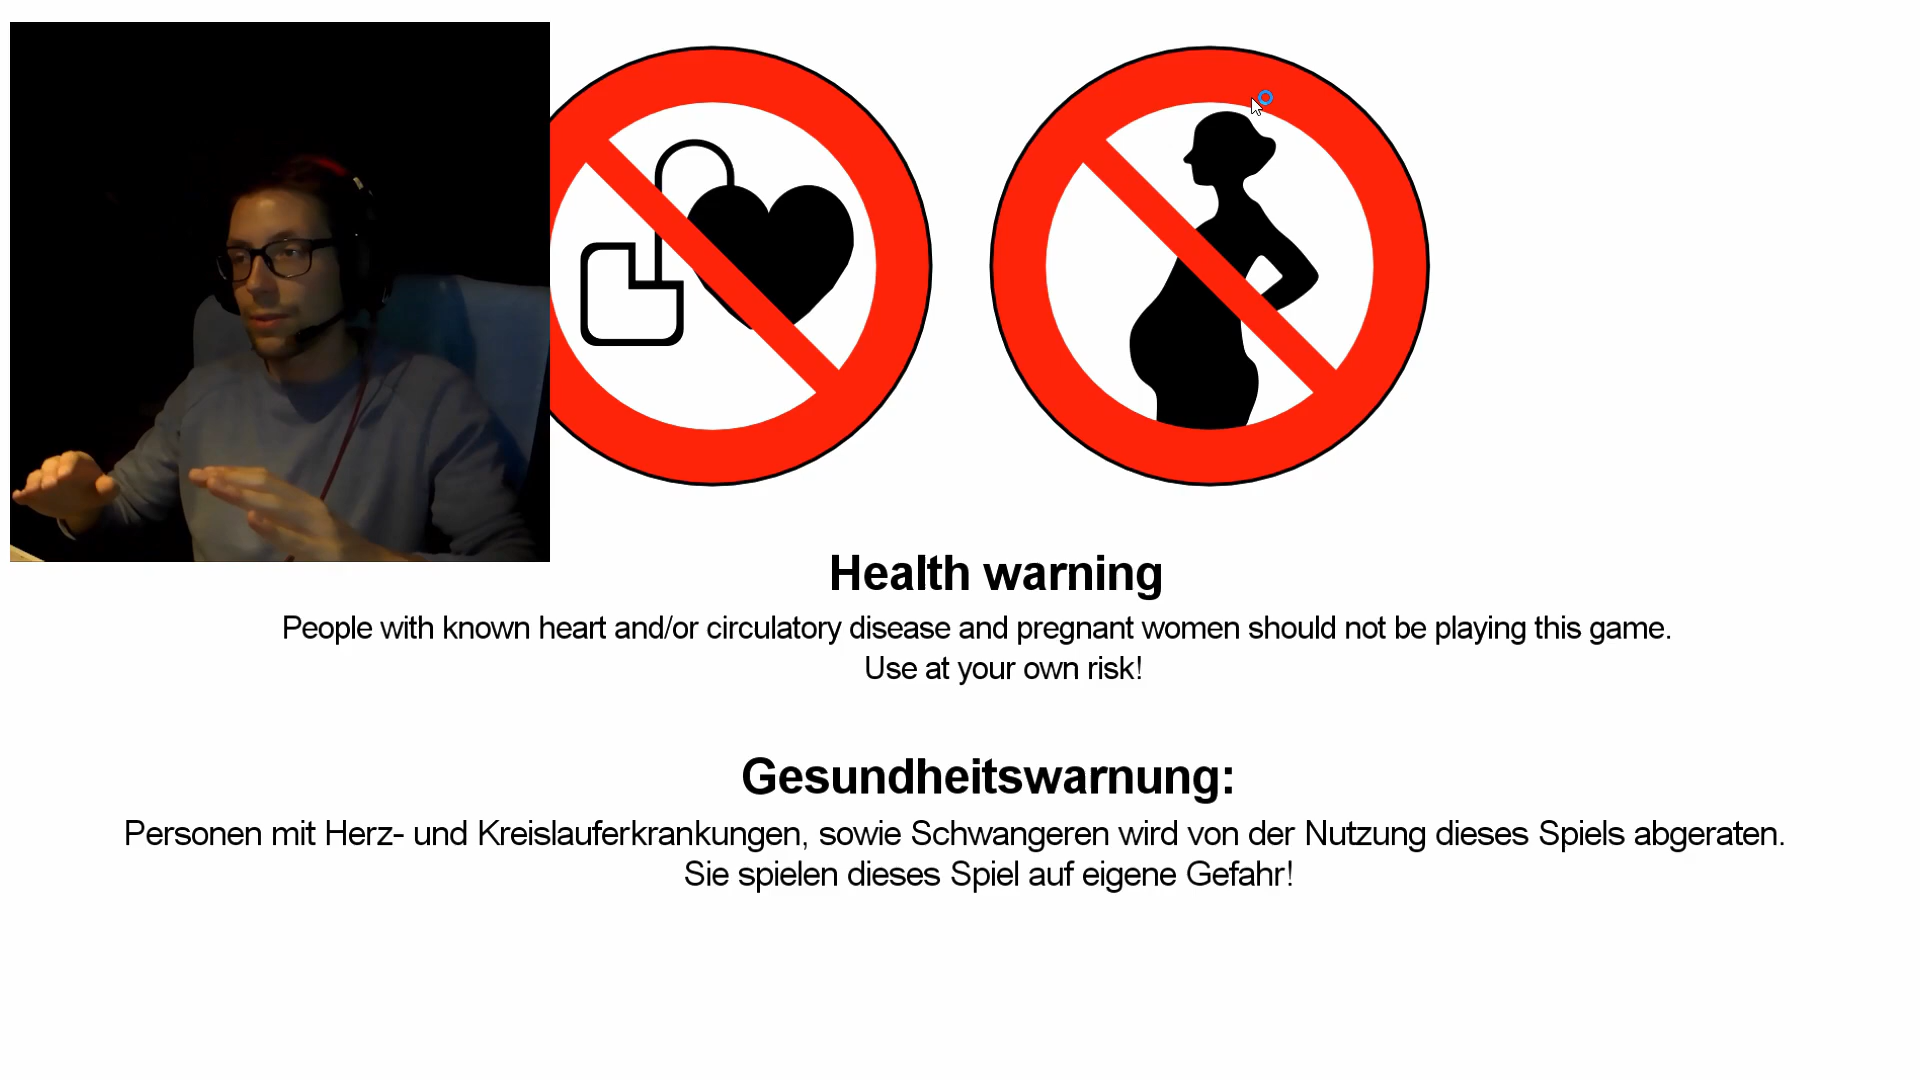 Health warning
People with known heart and/or circulatory disease and pregnant women should not be playing this game.
Use at your own risk!
Gesundheitswarnung:
Personen mit Herz- und Kreislauferkrankungen, sowie Schwangeren wird von der Nutzung dieses Spiels abgeraten.
Sie spielen dieses Spiel auf eigene Gefahr!